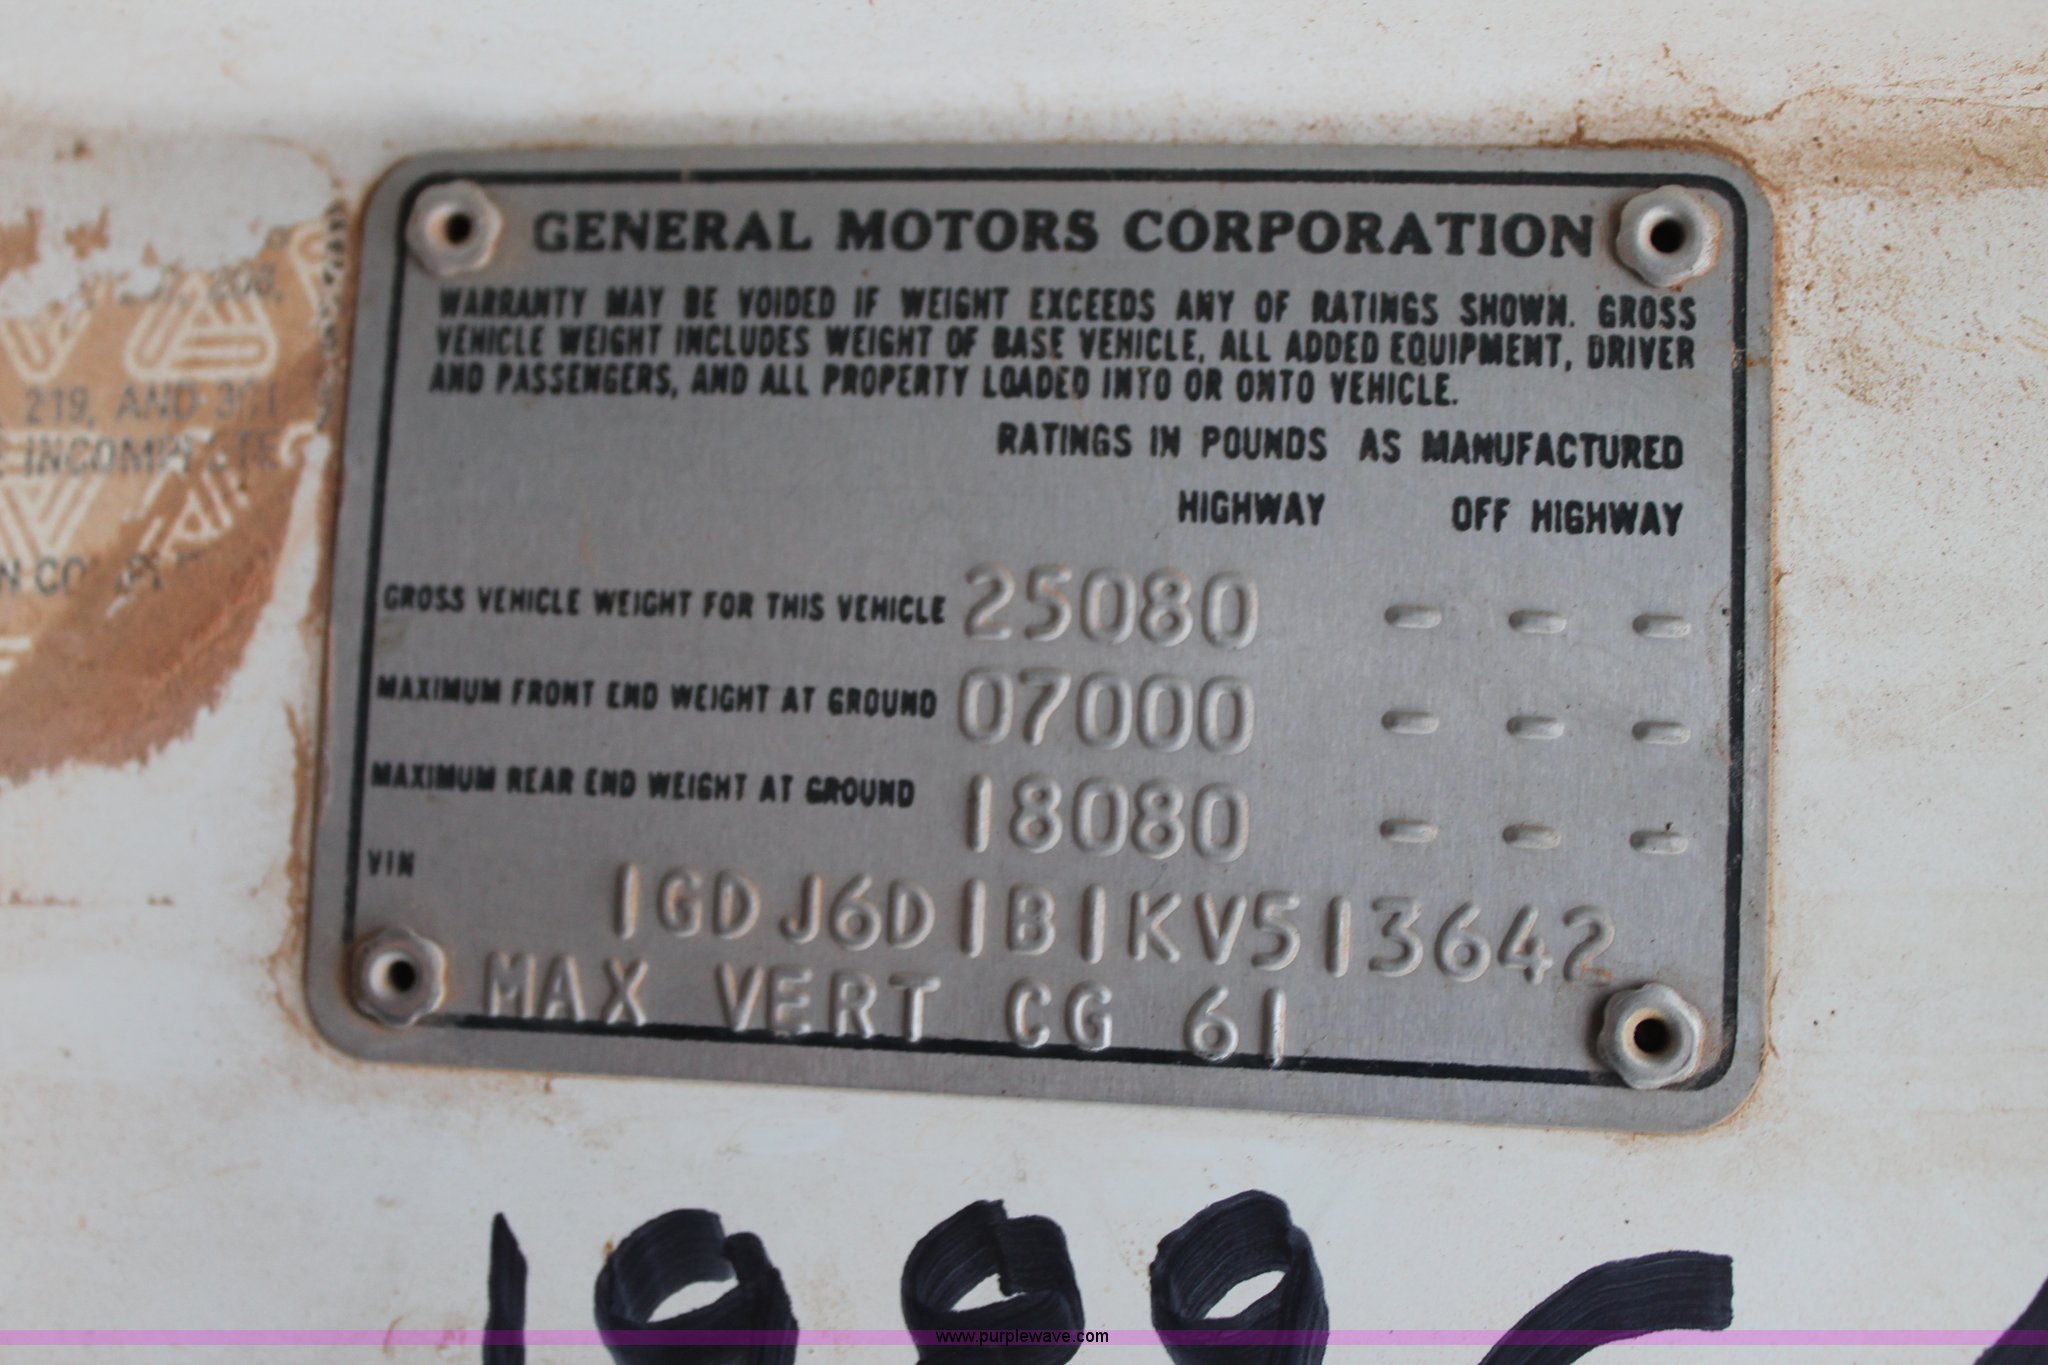 GENERAL MOTORS CORPORATION
WARRANTY MAY BE VOIDED IF WEIGHT EXCEEDS ANY OF RATINGS SHOWN. GROSS
VEHICLE WEIGHT INCLUDES WEIGHT OF BASE VEHICLE, ALL ADDED EQUIPMENT, DRIVER
AND PASSENGERS, AND ALL PROPERTY LOADED INTO OR ONTO VEHICLE.
RATINGS IN POUNDS AS MANUFACTURED
HIGHWAY OFF HIGHWAY
GROSS VEHICLE WEIGHT FOR THIS VEHICLE 25080 - - -
MAXIMUM FRONT END WEIGHT AT GROUND 07000 - - -
MAXIMUM REAR END WEIGHT AT GROUND 18080 - - -
VIN
1GDJ6D1B1KV513642
MAX VERT CG 61
208,
219, AND 301
INCOMPLETE
www.purplewave.com